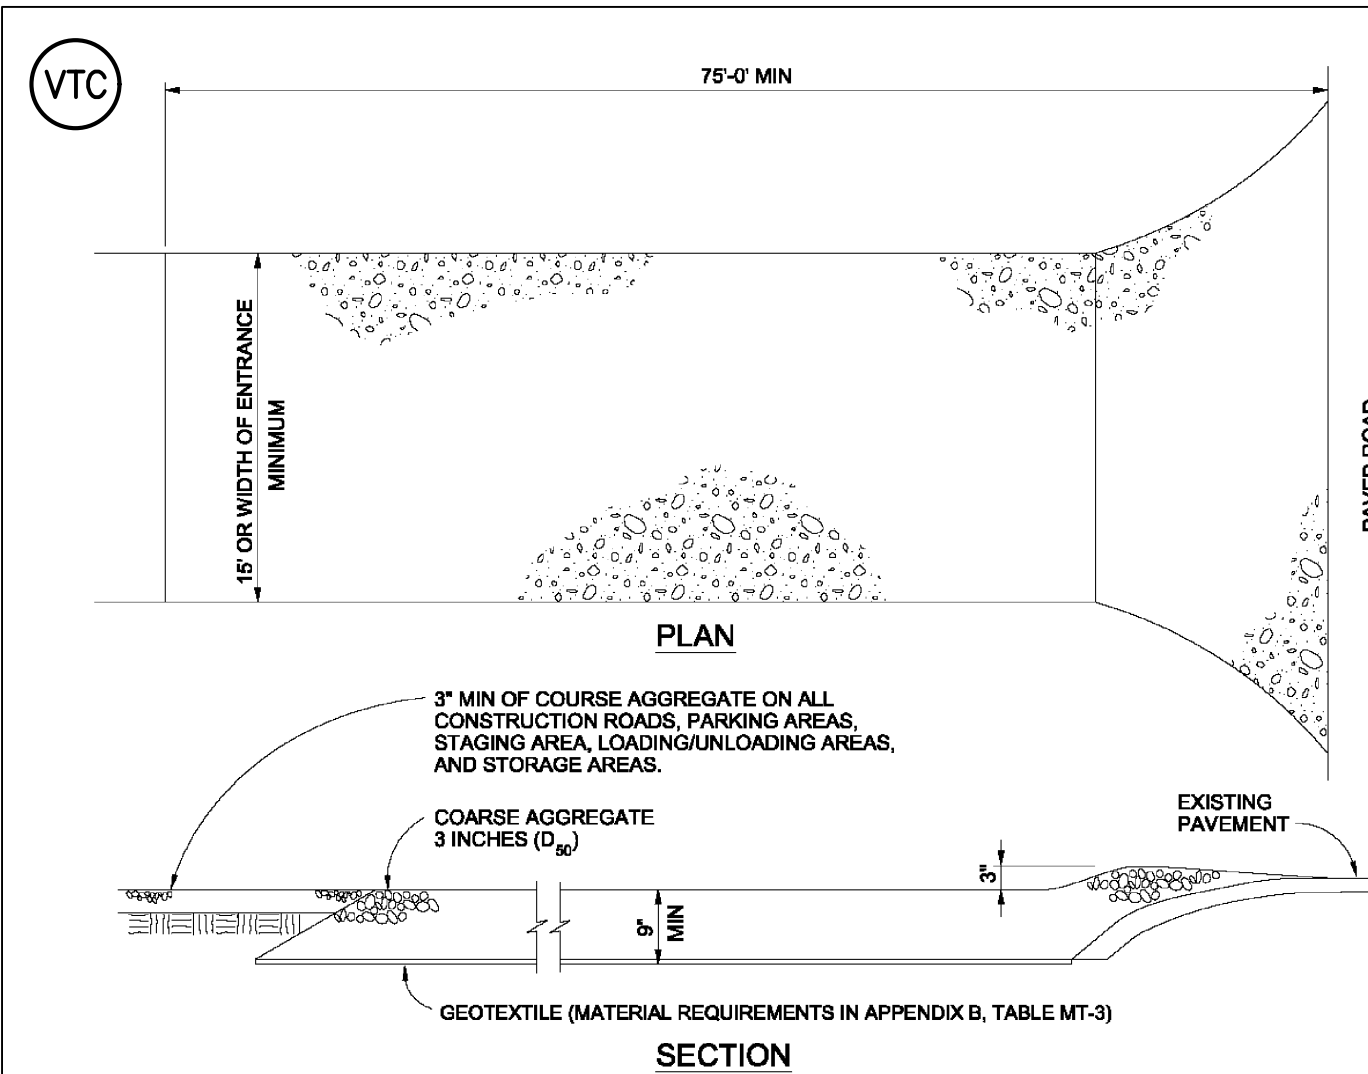 VTC
75'-0' MIN
15' OR WIDTH OF ENTRANCE
MINIMUM
PLAN
3" MIN OF COURSE AGGREGATE ON ALL
CONSTRUCTION ROADS, PARKING AREAS,
STAGING AREA, LOADING/UNLOADING AREAS,
AND STORAGE AREAS.
COARSE AGGREGATE
3 INCHES (D50)
EXISTING
PAVEMENT
3"
9"
MIN
GEOTEXTILE (MATERIAL REQUIREMENTS IN APPENDIX B, TABLE MT-3)
SECTION